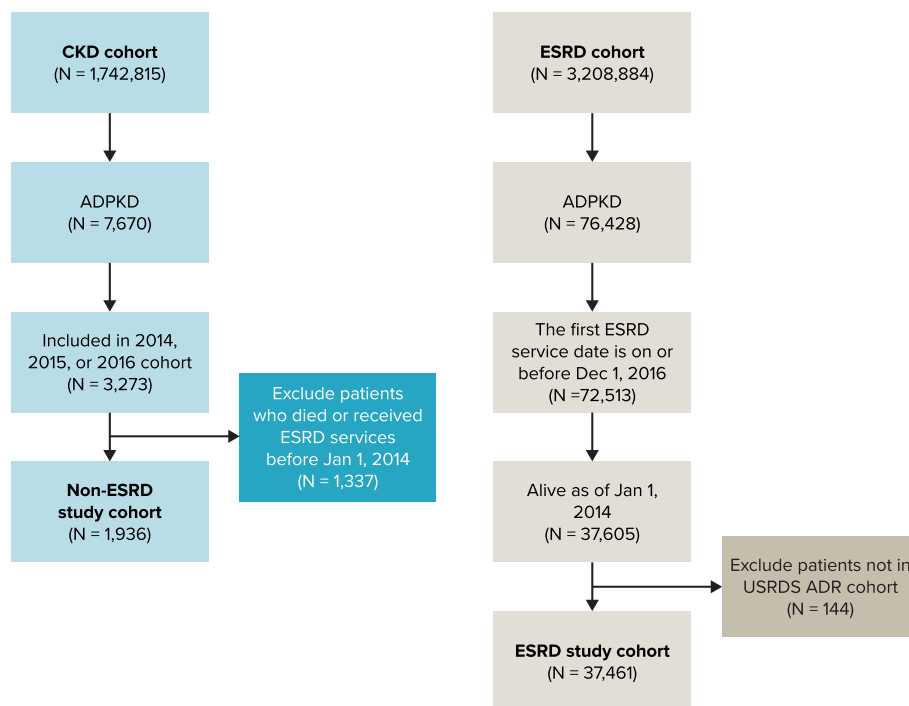 CKD cohort
(N = 1,742,815)
ADPKD
(N = 7,670)
Included in 2014,
2015, or 2016 cohort
(N = 3,273)
Exclude patients
who died or received
ESRD services
before Jan 1, 2014
(N = 1,337)
Non-ESRD
study cohort
(N = 1,936)
ESRD cohort
(N = 3,208,884)
ADPKD
(N = 76,428)
The first ESRD
service date is on or
before Dec 1, 2016
(N =72,513)
Alive as of Jan 1,
2014
(N = 37,605)
Exclude patients not in
USRDS ADR cohort
(N = 144)
ESRD study cohort
(N = 37,461)